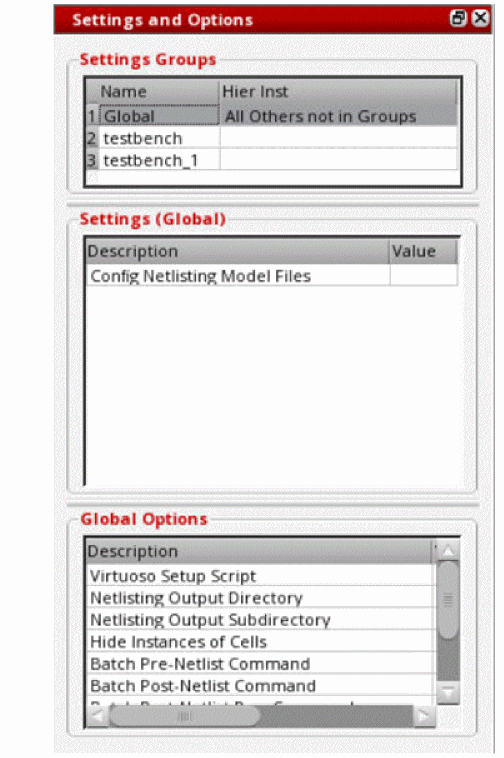 Settings and Options
Settings Groups
Name Hier Inst
1 Global All Others not in Groups
2 testbench
3 testbench_1
Settings (Global)
Description Value
Config Netlisting Model Files
Global Options
Description
Virtuoso Setup Script
Netlisting Output Directory
Netlisting Output Subdirectory
Hide Instances of Cells
Batch Pre-Netlist Command
Batch Post-Netlist Command